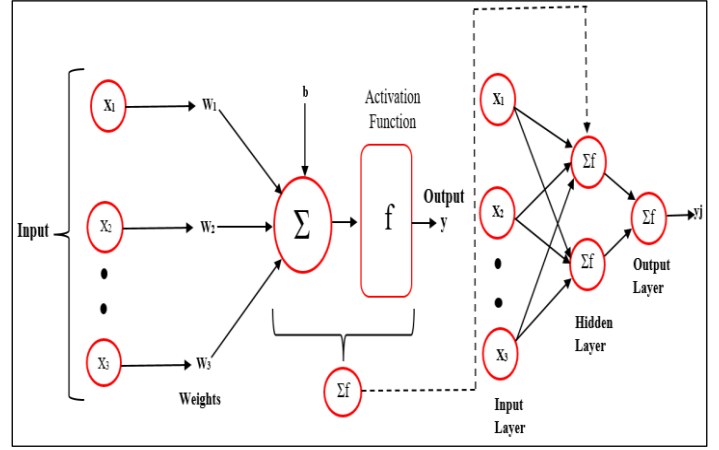 Input
X1
X2
X3
W1
W2
W3
Weights
b
Σ
Activation
Function
f
Output
y
Σf
X1
X2
X3
Input
Layer
Σf
Σf
Hidden
Layer
Σf
Output
Layer
yj